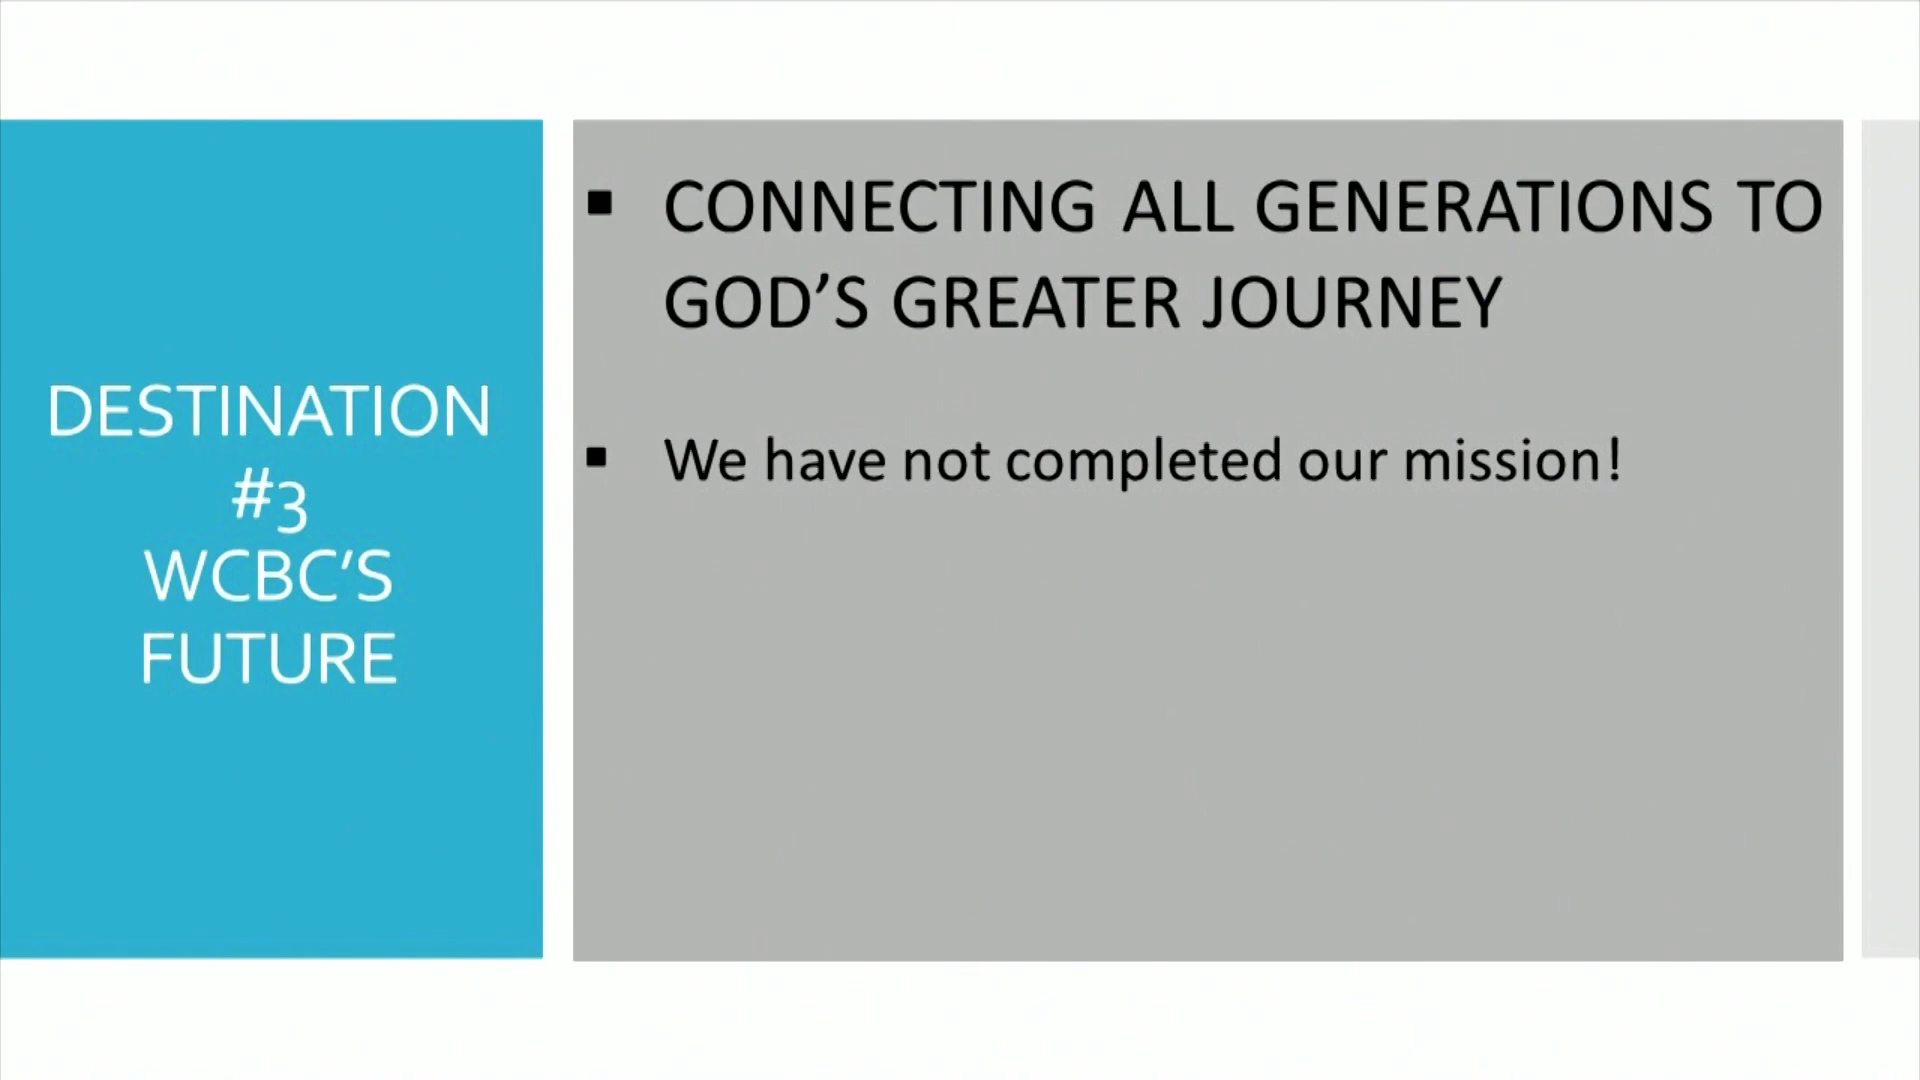 DESTINATION
#3
WCBC’S
FUTURE
▪ CONNECTING ALL GENERATIONS TO
GOD’S GREATER JOURNEY
▪ We have not completed our mission!